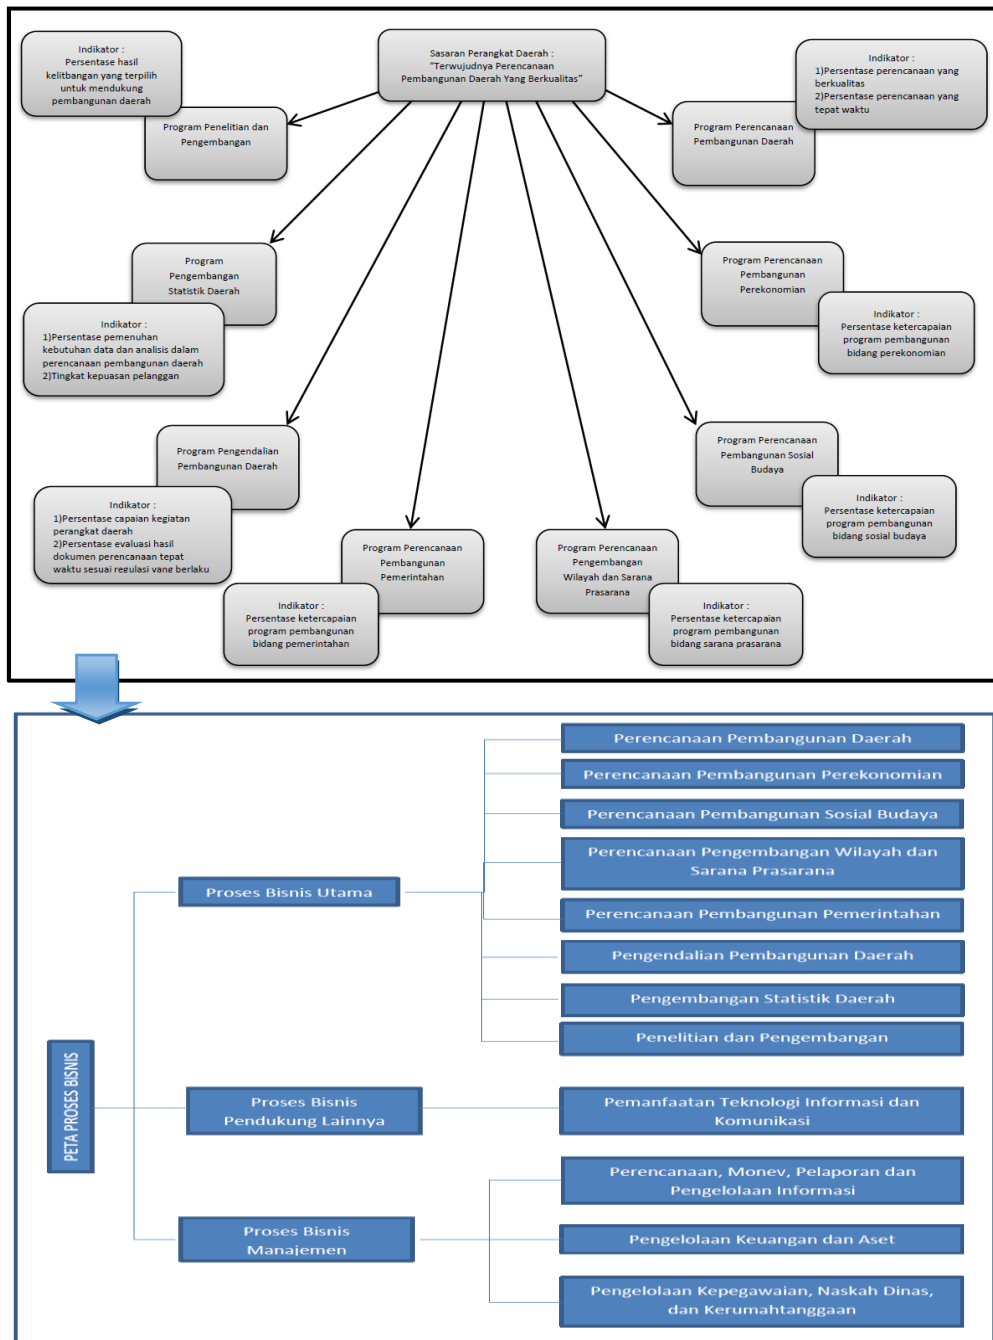 Indikator :
Persentase hasil
kelitbangan yang terpilih
untuk mendukung
pembangunan daerah
Sasaran Perangkat Daerah :
“Terwujudnya Perencanaan
Pembangunan Daerah Yang Berkualitas”
Indikator :
1)Persentase perencanaan yang
berkualitas
2)Persentase perencanaan yang
tepat waktu
Program Penelitian dan
Pengembangan
Program Perencanaan
Pembangunan Daerah
Program
Pengembangan
Statistik Daerah
Indikator :
1)Persentase pemenuhan
kebutuhan data dan analisis dalam
perencanaan pembangunan daerah
2)Tingkat kepuasan pelanggan
Program Perencanaan
Pembangunan
Perekonomian
Indikator :
Persentase ketercapaian
program pembangunan
bidang perekonomian
Program Pengendalian
Pembangunan Daerah
Indikator :
1)Persentase capaian kegiatan
perangkat daerah
2)Persentase evaluasi hasil
dokumen perencanaan tepat
waktu sesuai regulasi yang berlaku
Program Perencanaan
Pembangunan Sosial
Budaya
Indikator :
Persentase ketercapaian
program pembangunan
bidang sosial budaya
Program Perencanaan
Pembangunan
Pemerintahan
Indikator :
Persentase ketercapaian
program pembangunan
bidang pemerintahan
Program Perencanaan
Pengembangan
Wilayah dan Sarana
Prasarana
Indikator :
Persentase ketercapaian
program pembangunan
bidang sarana prasarana
PETA PROSES BISNIS
Proses Bisnis Utama
Perencanaan Pembangunan Daerah
Perencanaan Pembangunan Perekonomian
Perencanaan Pembangunan Sosial Budaya
Perencanaan Pengembangan Wilayah dan
Sarana Prasarana
Perencanaan Pembangunan Pemerintahan
Pengendalian Pembangunan Daerah
Pengembangan Statistik Daerah
Penelitian dan Pengembangan
Proses Bisnis
Pendukung Lainnya
Pemanfaatan Teknologi Informasi dan
Komunikasi
Proses Bisnis
Manajemen
Perencanaan, Monev, Pelaporan dan
Pengelolaan Informasi
Pengelolaan Keuangan dan Aset
Pengelolaan Kepegawaian, Naskah Dinas,
dan Kerumahtanggaan